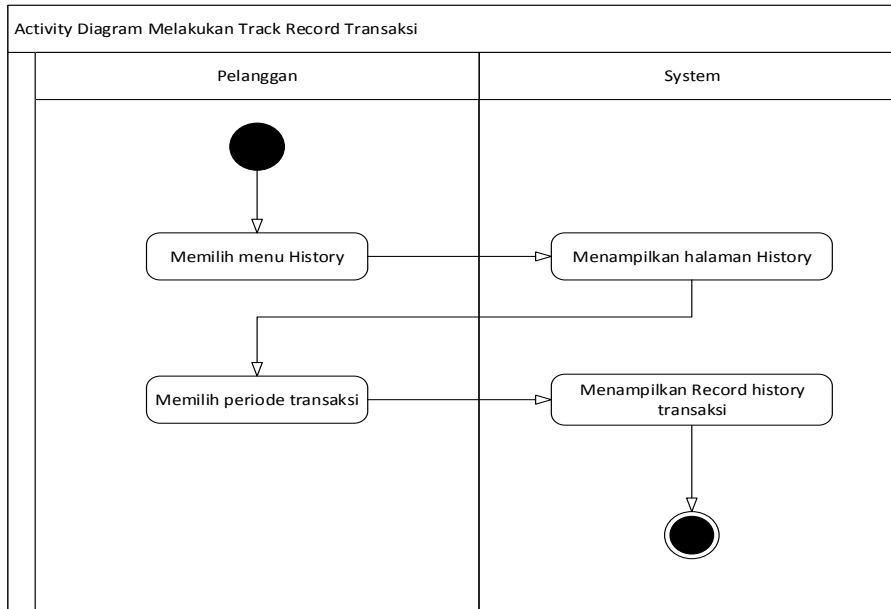 Activity Diagram Melakukan Track Record Transaksi
Pelanggan
System
Memilih menu History
Menampilkan halaman History
Memilih periode transaksi
Menampilkan Record history
transaksi